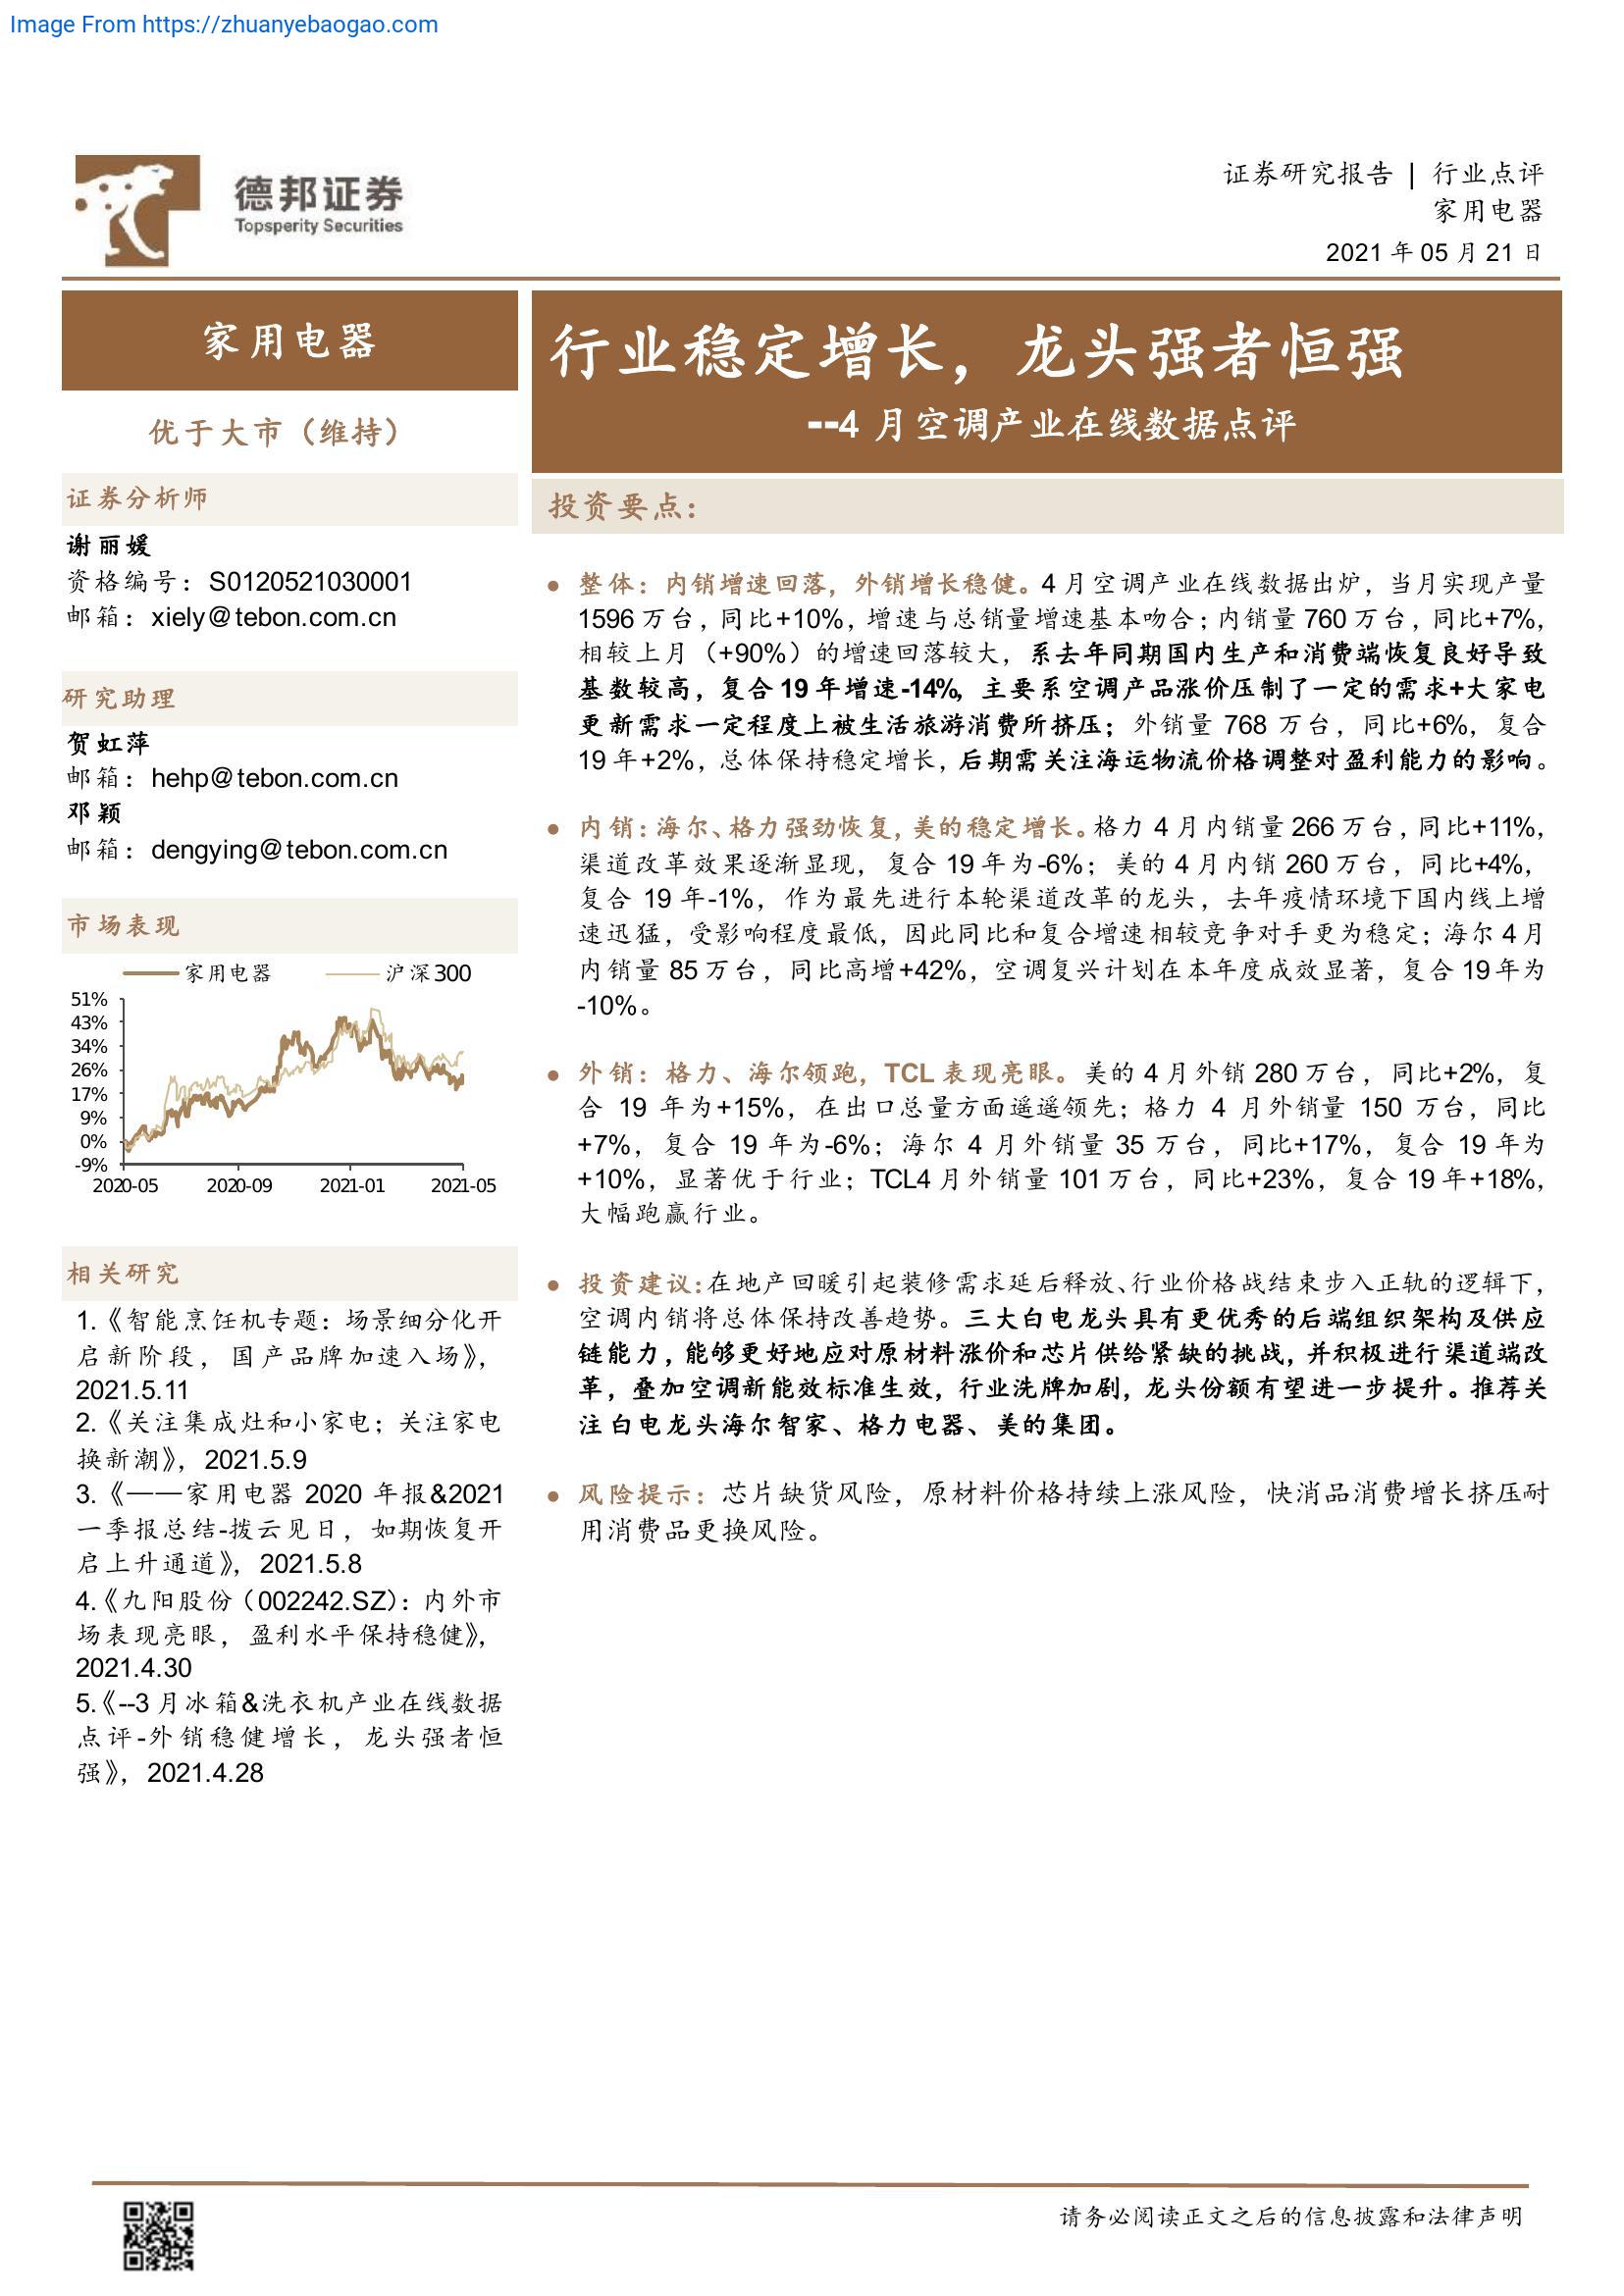 Image From https://zhuanyebaogao.com
德邦证券
Topsperity Securities
证券研究报告 | 行业点评
家用电器
2021 年 05 月 21 日
家用电器
优于大市（维持）
证券分析师
谢丽媛
资格编号：S0120521030001
邮箱：xiely@tebon.com.cn
研究助理
贺虹萍
邮箱：hehp@tebon.com.cn
邓颖
邮箱：dengying@tebon.com.cn
市场表现
家用电器 沪深300
51%
43%
34%
26%
17%
9%
0%
-9%
2020-05 2020-09 2021-01 2021-05
相关研究
1.《智能烹饪机专题：场景细分化开
启新阶段，国产品牌加速入场》，
2021.5.11
2.《关注集成灶和小家电；关注家电
换新潮》，2021.5.9
3.《——家用电器 2020 年报&2021
一季报总结-拨云见日，如期恢复开
启上升通道》，2021.5.8
4.《九阳股份（002242.SZ）：内外市
场表现亮眼，盈利水平保持稳健》，
2021.4.30
5.《--3 月冰箱&洗衣机产业在线数据
点评-外销稳健增长，龙头强者恒
强》，2021.4.28
行业稳定增长，龙头强者恒强
--4 月空调产业在线数据点评
投资要点：
● 整体：内销增速回落，外销增长稳健。4 月空调产业在线数据出炉，当月实现产量
1596 万台，同比+10%，增速与总销量增速基本吻合；内销量 760 万台，同比+7%，
相较上月（+90%）的增速回落较大，系去年同期国内生产和消费端恢复良好导致
基数较高，复合 19 年增速-14%，主要系空调产品涨价压制了一定的需求+大家电
更新需求一定程度上被生活旅游消费所挤压；外销量 768 万台，同比+6%，复合
19 年+2%，总体保持稳定增长，后期需关注海运物流价格调整对盈利能力的影响。
● 内销：海尔、格力强劲恢复，美的稳定增长。格力 4 月内销量 266 万台，同比+11%，
渠道改革效果逐渐显现，复合 19 年为-6%；美的 4 月内销 260 万台，同比+4%，
复合 19 年-1%，作为最先进行本轮渠道改革的龙头，去年疫情环境下国内线上增
速迅猛，受影响程度最低，因此同比和复合增速相较竞争对手更为稳定；海尔 4 月
内销量 85 万台，同比高增+42%，空调复兴计划在本年度成效显著，复合 19 年为
-10%。
● 外销：格力、海尔领跑，TCL 表现亮眼。美的 4 月外销 280 万台，同比+2%，复
合 19 年为+15%，在出口总量方面遥遥领先；格力 4 月外销量 150 万台，同比
+7%，复合 19 年为-6%；海尔 4 月外销量 35 万台，同比+17%，复合 19 年为
+10%，显著优于行业；TCL4 月外销量 101 万台，同比+23%，复合 19 年+18%，
大幅跑赢行业。
● 投资建议：在地产回暖引起装修需求延后释放、行业价格战结束步入正轨的逻辑下，
空调内销将总体保持改善趋势。三大白电龙头具有更优秀的后端组织架构及供应
链能力，能够更好地应对原材料涨价和芯片供给紧缺的挑战，并积极进行渠道端改
革，叠加空调新能效标准生效，行业洗牌加剧，龙头份额有望进一步提升。推荐关
注白电龙头海尔智家、格力电器、美的集团。
● 风险提示：芯片缺货风险，原材料价格持续上涨风险，快消品消费增长挤压耐
用消费品更换风险。
请务必阅读正文之后的信息披露和法律声明